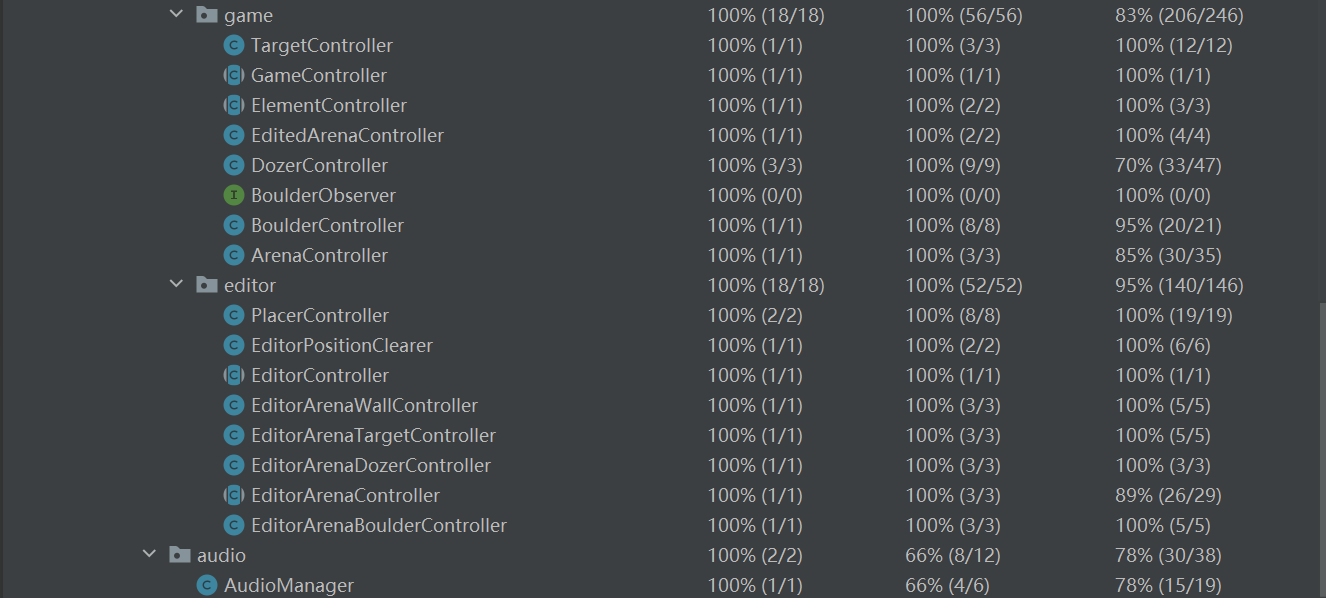 game 100% (18/18) 100% (56/56) 83% (206/246)
C TargetController 100% (1/1) 100% (3/3) 100% (12/12)
C GameController 100% (1/1) 100% (1/1) 100% (1/1)
C ElementController 100% (1/1) 100% (2/2) 100% (3/3)
C EditedArenaController 100% (1/1) 100% (2/2) 100% (4/4)
C DozerController 100% (3/3) 100% (9/9) 70% (33/47)
I BoulderObserver 100% (0/0) 100% (0/0) 100% (0/0)
C BoulderController 100% (1/1) 100% (8/8) 95% (20/21)
C ArenaController 100% (1/1) 100% (3/3) 85% (30/35)
editor 100% (18/18) 100% (52/52) 95% (140/146)
C PlacerController 100% (2/2) 100% (8/8) 100% (19/19)
C EditorPositionClearer 100% (1/1) 100% (2/2) 100% (6/6)
C EditorController 100% (1/1) 100% (1/1) 100% (1/1)
C EditorArenaWallController 100% (1/1) 100% (3/3) 100% (5/5)
C EditorArenaTargetController 100% (1/1) 100% (3/3) 100% (5/5)
C EditorArenaDozerController 100% (1/1) 100% (3/3) 100% (3/3)
C EditorArenaController 100% (1/1) 100% (3/3) 89% (26/29)
C EditorArenaBoulderController 100% (1/1) 100% (3/3) 100% (5/5)
audio 100% (2/2) 66% (8/12) 78% (30/38)
C AudioManager 100% (1/1) 66% (4/6) 78% (15/19)